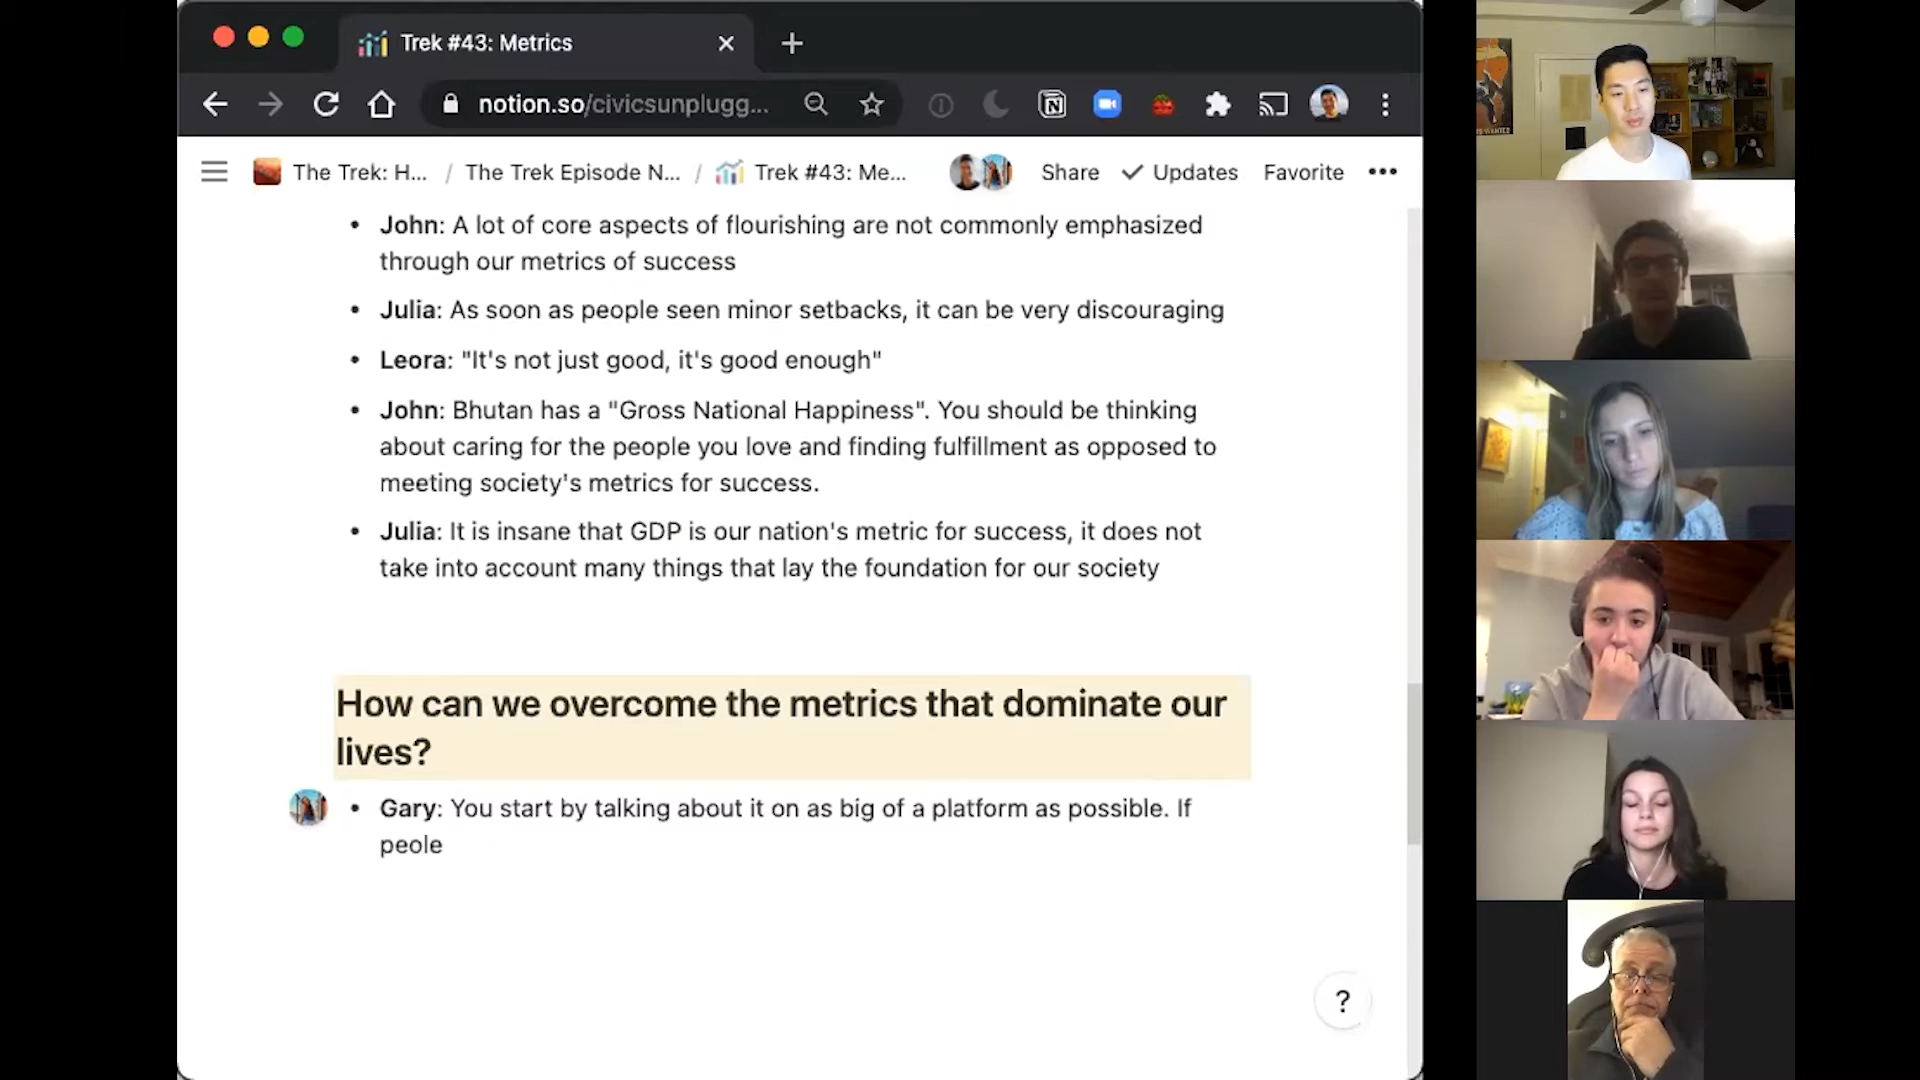 Trek #43: Metrics
notion.so/civicsunplugg...
The Trek: H... / The Trek Episode N... / Trek #43: Me...
Share
Updates
Favorite
John: A lot of core aspects of flourishing are not commonly emphasized
through our metrics of success
Julia: As soon as people seen minor setbacks, it can be very discouraging
Leora: "It's not just good, it's good enough"
John: Bhutan has a "Gross National Happiness". You should be thinking
about caring for the people you love and finding fulfillment as opposed to
meeting society's metrics for success.
Julia: It is insane that GDP is our nation's metric for success, it does not
take into account many things that lay the foundation for our society
How can we overcome the metrics that dominate our
lives?
Gary: You start by talking about it on as big of a platform as possible. If
peole
?